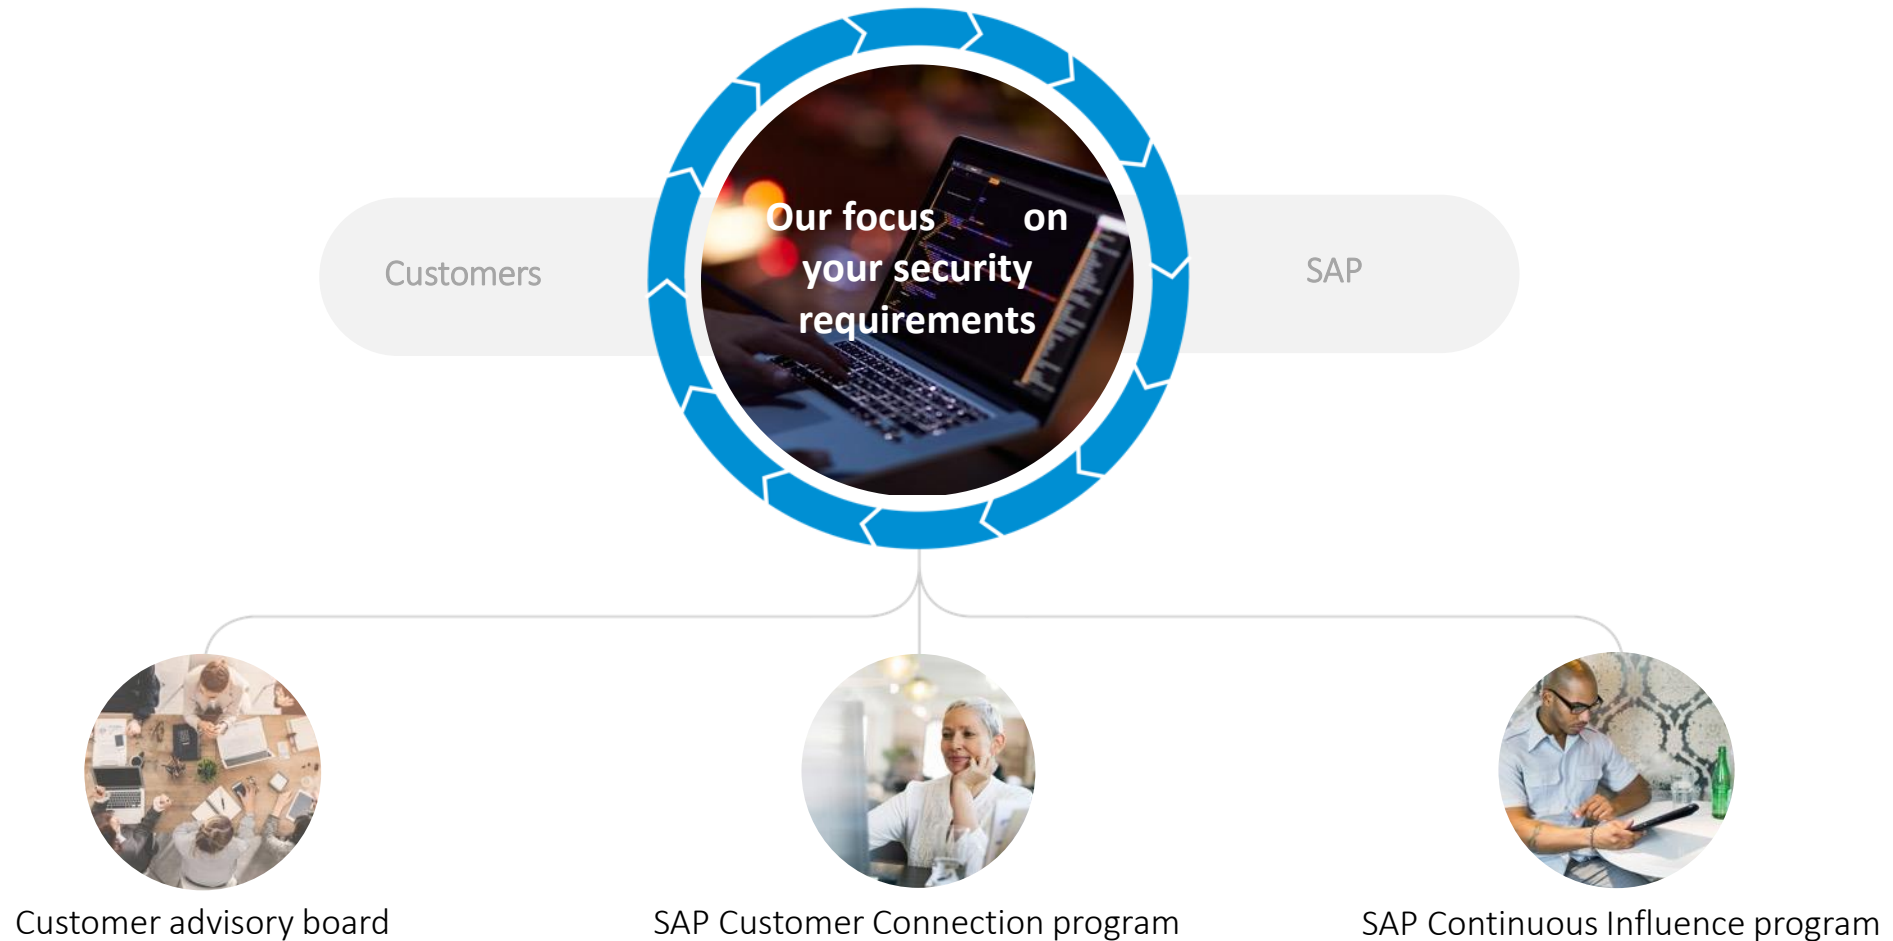 Our focus on
your security
requirements
Customers
SAP
Customer advisory board
SAP Customer Connection program
SAP Continuous Influence program